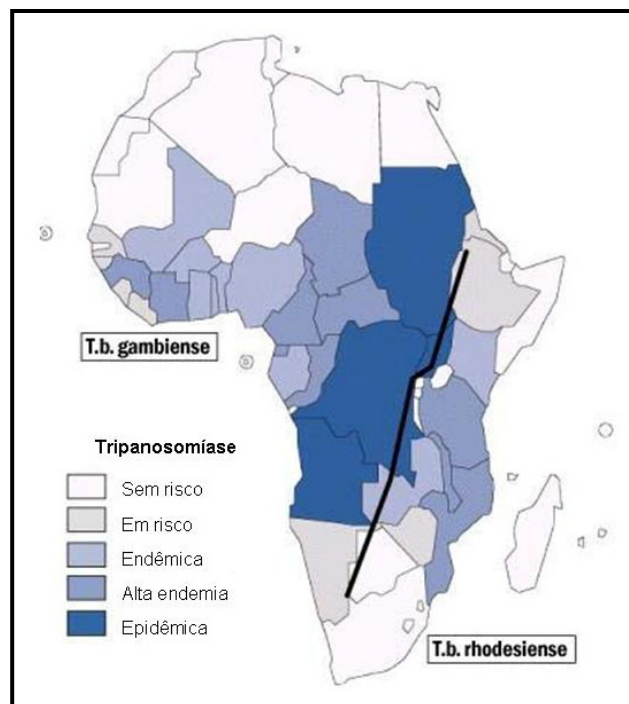 T.b. gambiense
Tripanosomíase
Sem risco
Em risco
Endêmica
Alta endemia
Epidêmica
T.b. rhodesiense